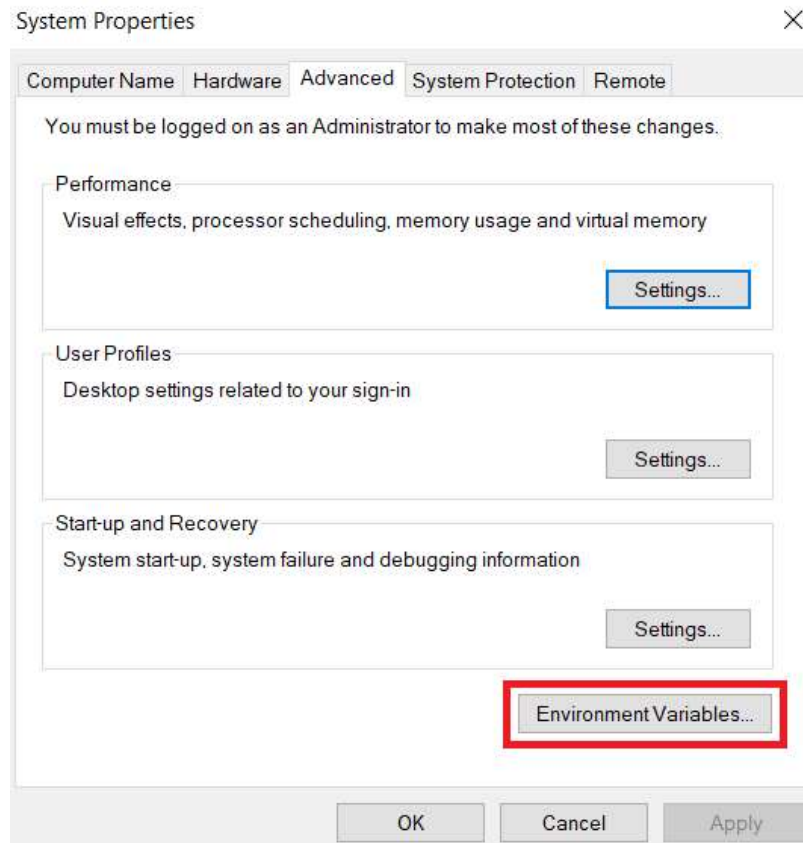 System Properties
Computer Name Hardware Advanced System Protection Remote
You must be logged on as an Administrator to make most of these changes.
Performance
Visual effects, processor scheduling, memory usage and virtual memory
Settings...
User Profiles
Desktop settings related to your sign-in
Settings...
Start-up and Recovery
System start-up, system failure and debugging information
Settings...
Environment Variables...
OK Cancel Apply